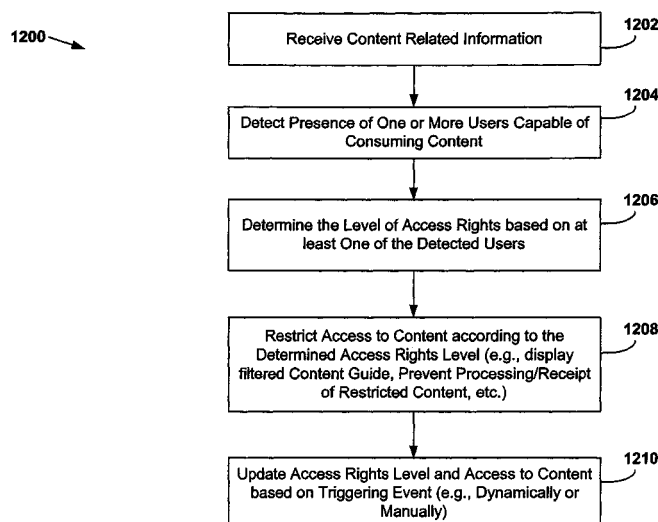 1200
1202
Receive Content Related Information
1204
Detect Presence of One or More Users Capable of
Consuming Content
1206
Determine the Level of Access Rights based on at
least One of the Detected Users
1208
Restrict Access to Content according to the
Determined Access Rights Level (e.g., display
filtered Content Guide, Prevent Processing/Receipt
of Restricted Content, etc.)
1210
Update Access Rights Level and Access to Content
based on Triggering Event (e.g., Dynamically or
Manually)